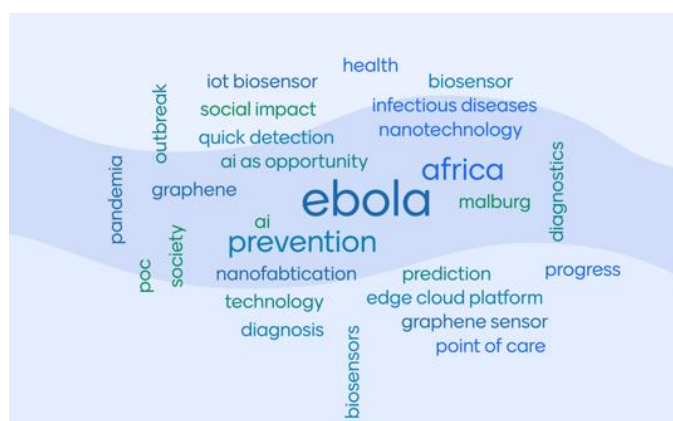 health
iot biosensor
biosensor
outbreak
social impact
infectious diseases
quick detection
nanotechnology
ai as opportunity
africa
diagnostics
pandemia
graphene
ebola
malburg
ai
society
prevention
poc
nanofabtication
prediction
progress
technology
edge cloud platform
diagnosis
graphene sensor
biosensors
point of care